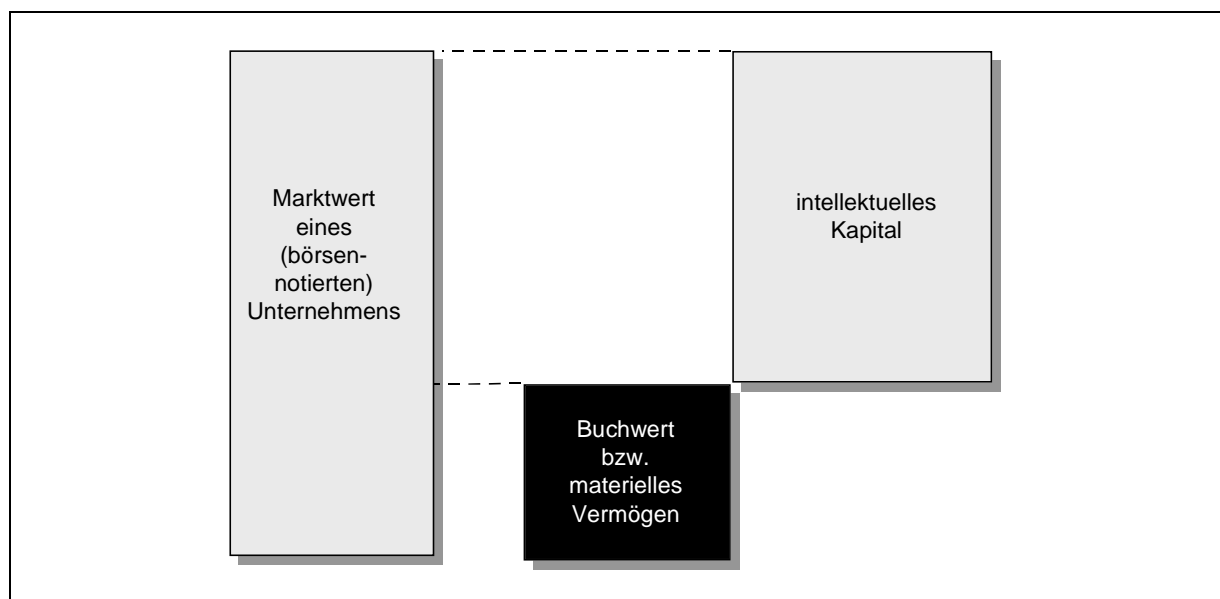 Marktwert
eines
(börsen-
notierten)
Unternehmens
intellektuelles
Kapital
Buchwert
bzw.
materielles
Vermögen